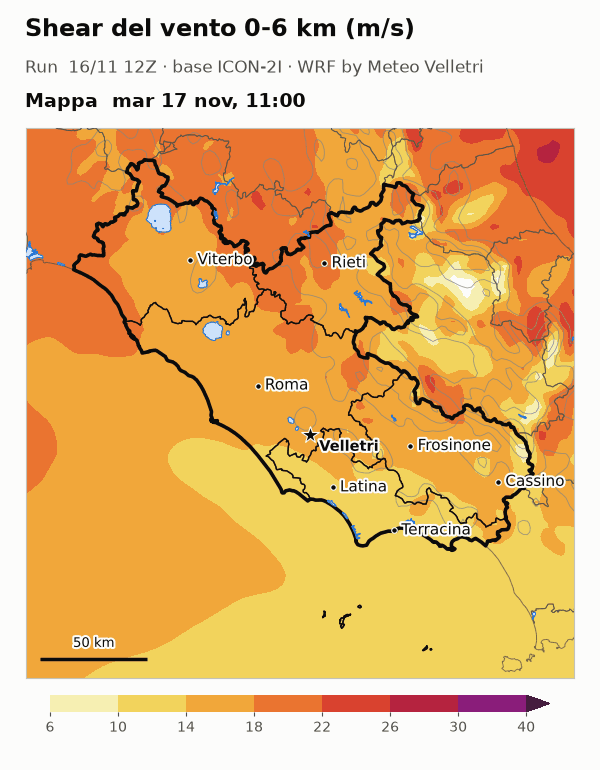 Shear del vento 0-6 km (m/s)
Run 16/11 12Z · base ICON-2I · WRF by Meteo Velletri
Mappa mar 17 nov, 11:00
Viterbo
Rieti
Roma
Velletri
Frosinone
Cassino
Latina
Terracina
50 km
6 10 14 18 22 26 30 40